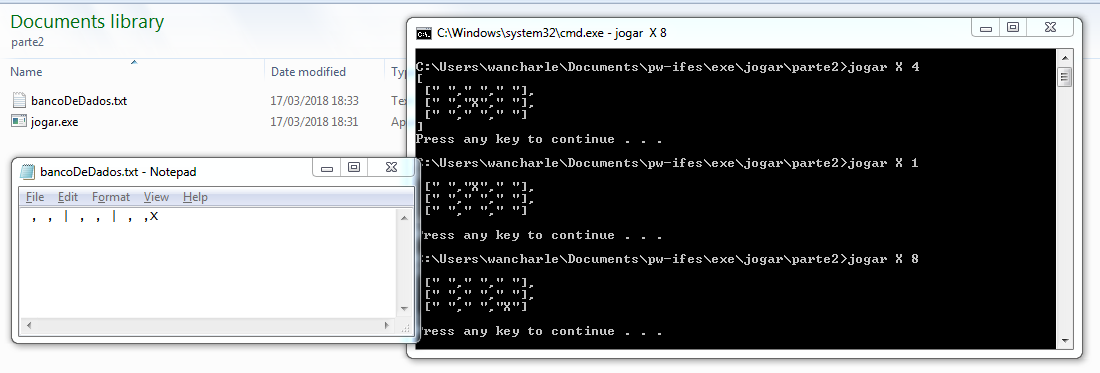 Documents library
parte2
Name Date modified Ty
bancoDeDados.txt 17/03/2018 18:33 Te
jogar.exe 17/03/2018 18:31 Ap
bancoDeDados.txt - Notepad
File Edit Format View Help
 , , | , , | , ,X
C:\Windows\system32\cmd.exe - jogar  X 8
C:\Users\wancharle\Documents\pw-ifes\exe\jogar\parte2>jogar X 4
[
 [" "," "," "],
 [" ","X"," "],
 [" "," "," "]
]
Press any key to continue . . .
C:\Users\wancharle\Documents\pw-ifes\exe\jogar\parte2>jogar X 1
 [" ","X"," "],
 [" "," "," "],
 [" "," "," "]
Press any key to continue . . .
C:\Users\wancharle\Documents\pw-ifes\exe\jogar\parte2>jogar X 8
 [" "," "," "],
 [" "," "," "],
 [" "," ","X"]
Press any key to continue . . .